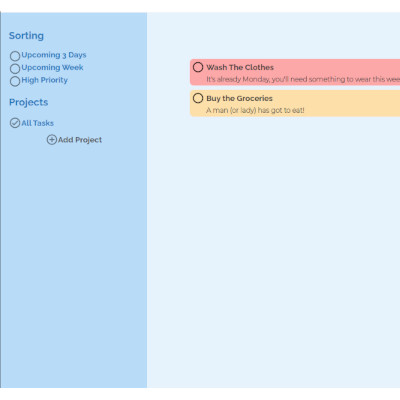 Sorting
Upcoming 3 Days
Upcoming Week
High Priority
Projects
All Tasks
Add Project
Wash The Clothes
It's already Monday, you'll need something to wear this
Buy the Groceries
A man (or lady) has got to eat!